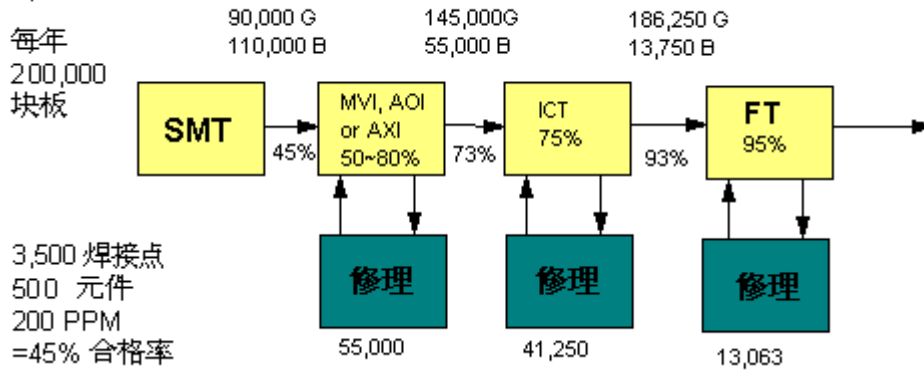 90,000 G
110,000 B
145,000G
55,000 B
186,250 G
13,750 B
每年
200,000
块板
SMT
45%
MVI, AOI
or AXI
50~80%
73%
ICT
75%
93%
FT
95%
修理
修理
修理
55,000
41,250
13,063
3,500 焊接点
500 元件
200 PPM
=45% 合格率